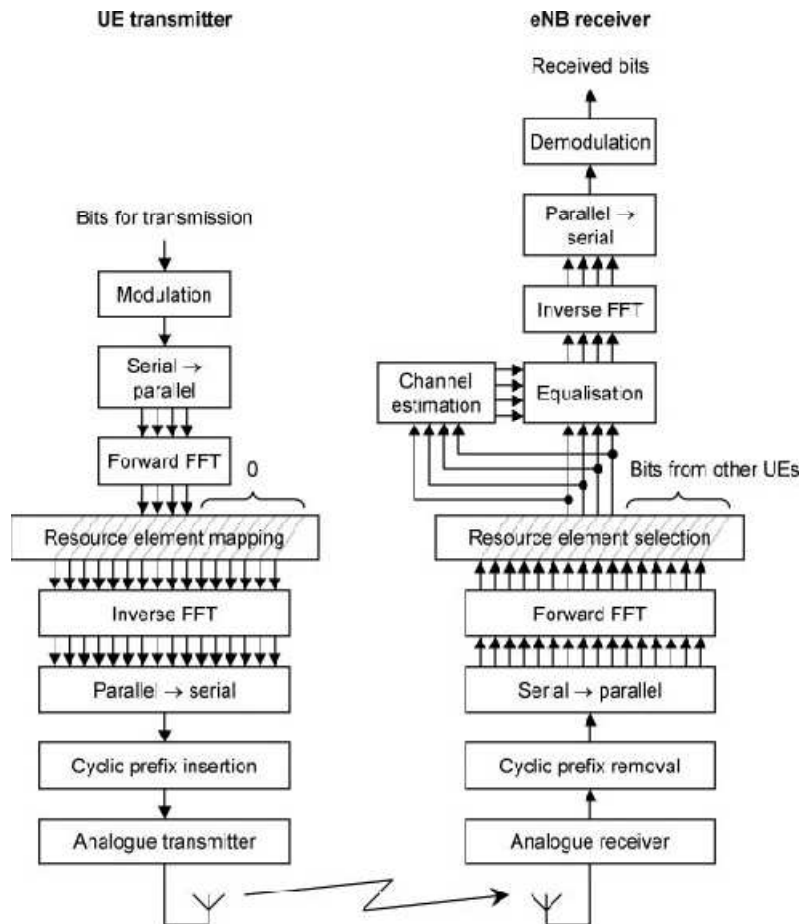 UE transmitter
Bits for transmission
Modulation
Serial →
parallel
Forward FFT
0
Resource element mapping
Inverse FFT
Parallel → serial
Cyclic prefix insertion
Analogue transmitter
eNB receiver
Received bits
Demodulation
Parallel →
serial
Inverse FFT
Channel
estimation
Equalisation
Bits from other UEs
Resource element selection
Forward FFT
Serial → parallel
Cyclic prefix removal
Analogue receiver